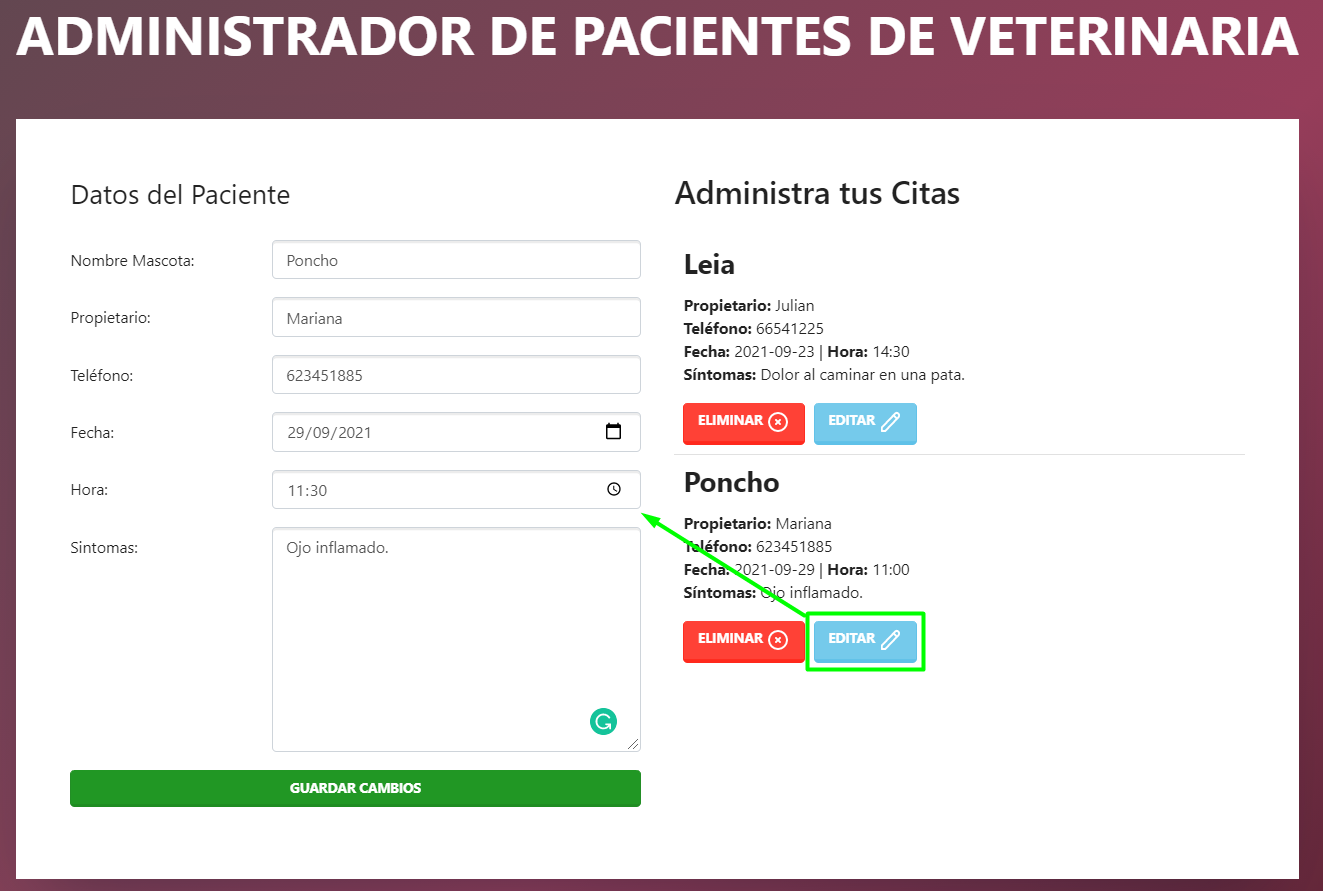 ADMINISTRADOR DE PACIENTES DE VETERINARIA
Datos del Paciente
Nombre Mascota: Poncho
Propietario: Mariana
Teléfono: 623451885
Fecha: 29/09/2021
Hora: 11:30
Sintomas: Ojo inflamado.
GUARDAR CAMBIOS
Administra tus Citas
Leia
Propietario: Julian
Teléfono: 66541225
Fecha: 2021-09-23 | Hora: 14:30
Síntomas: Dolor al caminar en una pata.
ELIMINAR EDITAR
Poncho
Propietario: Mariana
Teléfono: 623451885
Fecha: 2021-09-29 | Hora: 11:00
Síntomas: Ojo inflamado.
ELIMINAR EDITAR